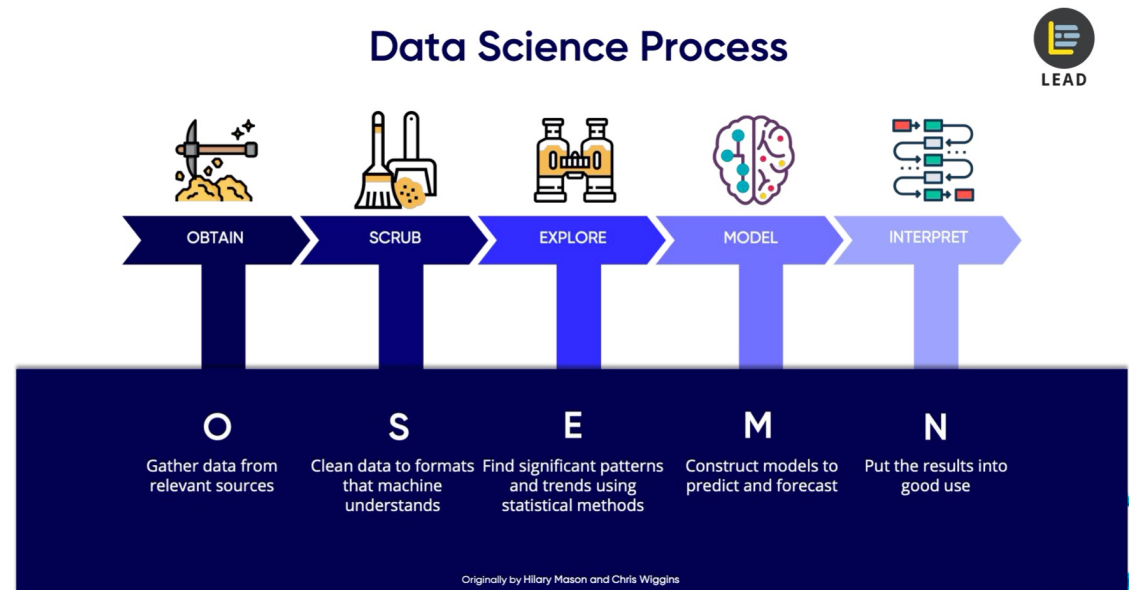 Data Science Process
LEAD
OBTAIN
SCRUB
EXPLORE
MODEL
INTERPRET
O
Gather data from
relevant sources
S
Clean data to formats
that machine
understands
E
Find significant patterns
and trends using
statistical methods
M
Construct models to
predict and forecast
N
Put the results into
good use
Originally by Hilary Mason and Chris Wiggins